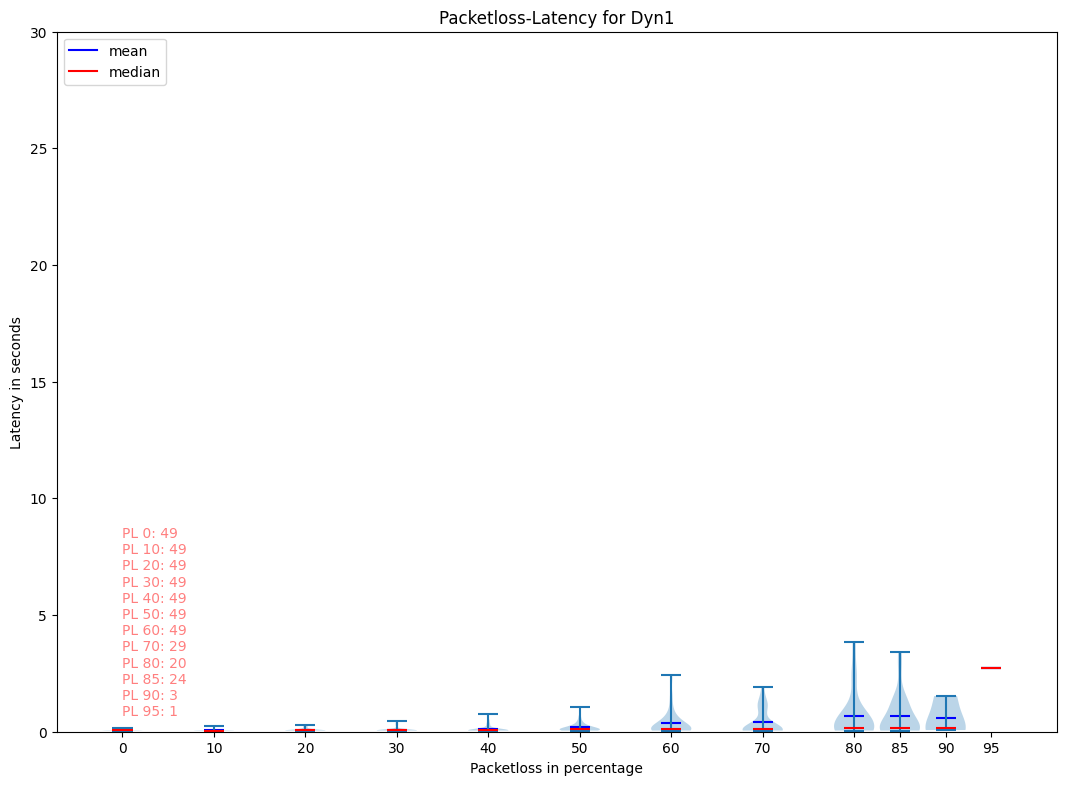 Packetloss-Latency for Dyn1
mean
median
30
25
20
15
10
5
0
Latency in seconds
PL 0: 49
PL 10: 49
PL 20: 49
PL 30: 49
PL 40: 49
PL 50: 49
PL 60: 49
PL 70: 29
PL 80: 20
PL 85: 24
PL 90: 3
PL 95: 1
0 10 20 30 40 50 60 70 80 85 90 95
Packetloss in percentage